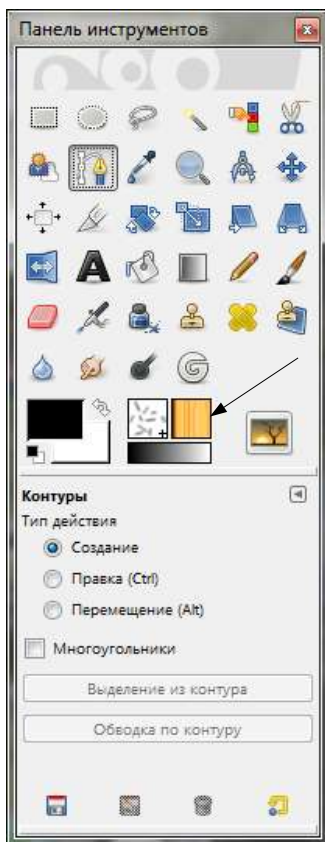 Панель инструментов
Контуры
Тип действия
Создание
Правка (Ctrl)
Перемещение (Alt)
Многоугольники
Выделение из контура
Обводка по контуру